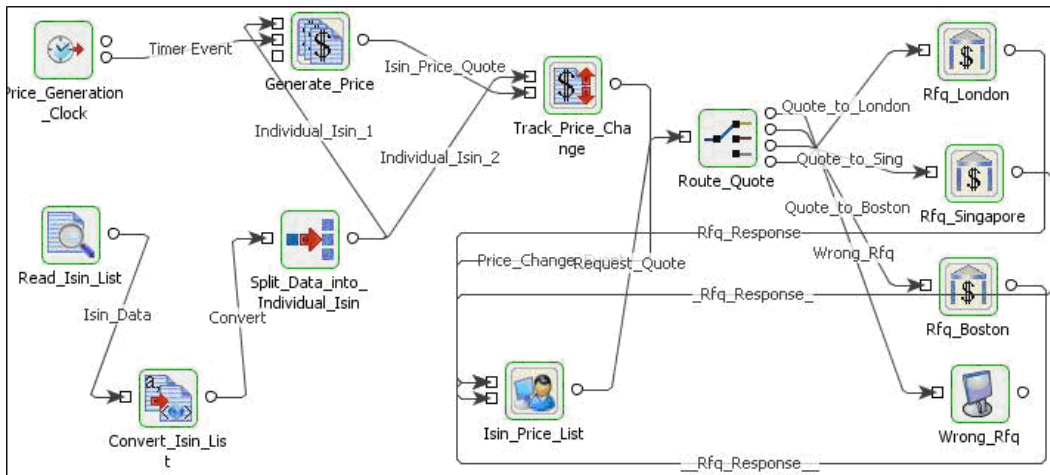 Timer Event
Price_Generation
_Clock
Generate_Price
Isin_Price_Quote
Individual_Isin_1
Individual_Isin_2
Track_Price_Cha
nge
Route_Quote
Quote_to_London
Quote_to_Sing
Quote_to_Boston
Wrong_Rfq
Rfq_London
Rfq_Singapore
Rfq_Response
Read_Isin_List
Split_Data_into_
Individual_Isin
Price_Change
Request_Quote
_Rfq_Response_
Rfq_Boston
Isin_Data
Convert
a,
Convert_Isin_Lis
t
Isin_Price_List
Wrong_Rfq
__Rfq_Response__